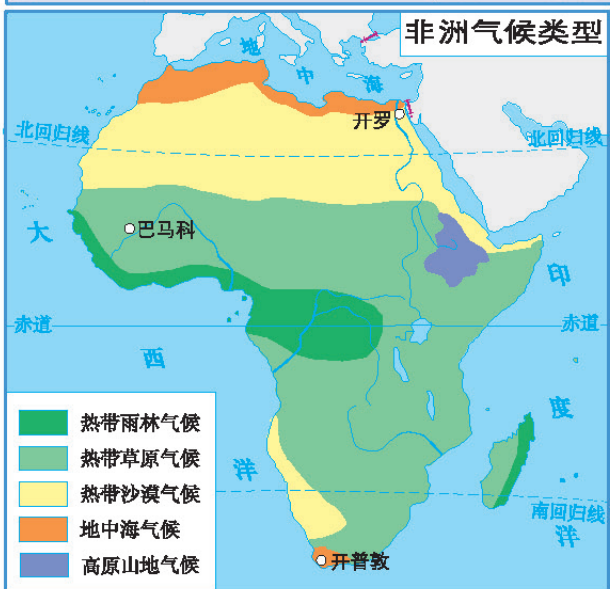 非洲气候类型
地中海
开罗
北回归线
北回归线
大西洋
巴马科
印度洋
赤道
赤道
热带雨林气候
热带草原气候
热带沙漠气候
地中海气候
高原山地气候
南回归线
开普敦